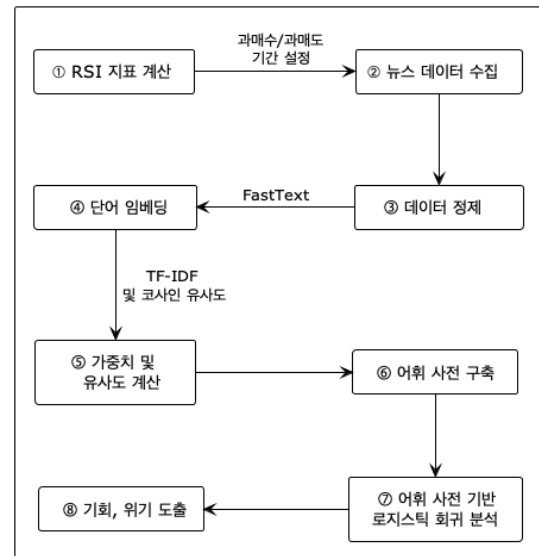 ① RSI 지표 계산
과매수/과매도
기간 설정
② 뉴스 데이터 수집
③ 데이터 정제
FastText
④ 단어 임베딩
TF-IDF
및 코사인 유사도
⑤ 가중치 및
유사도 계산
⑥ 어휘 사전 구축
⑦ 어휘 사전 기반
로지스틱 회귀 분석
⑧ 기회, 위기 도출